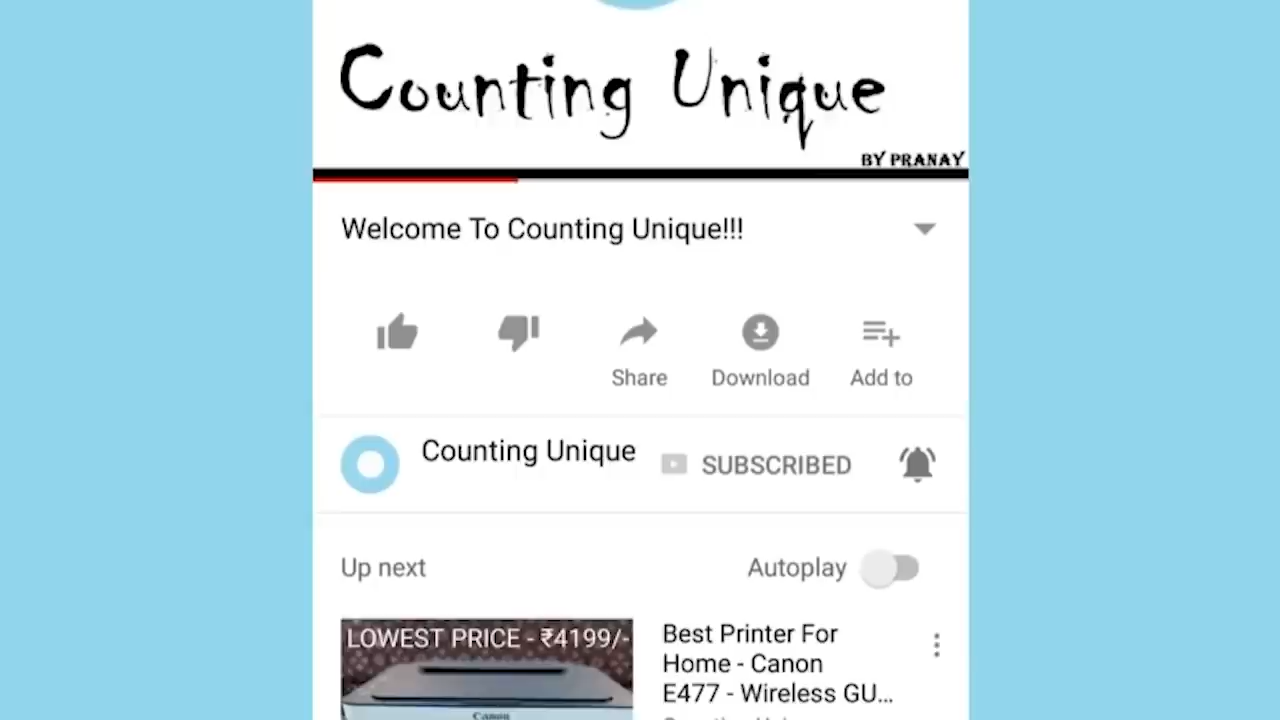 Counting Unique
BY PRANAY
Welcome To Counting Unique!!!
Share
Download
Add to
Counting Unique
SUBSCRIBED
Up next
Autoplay
LOWEST PRICE - ₹4199/-
Canon
Best Printer For
Home - Canon
E477 - Wireless GU...